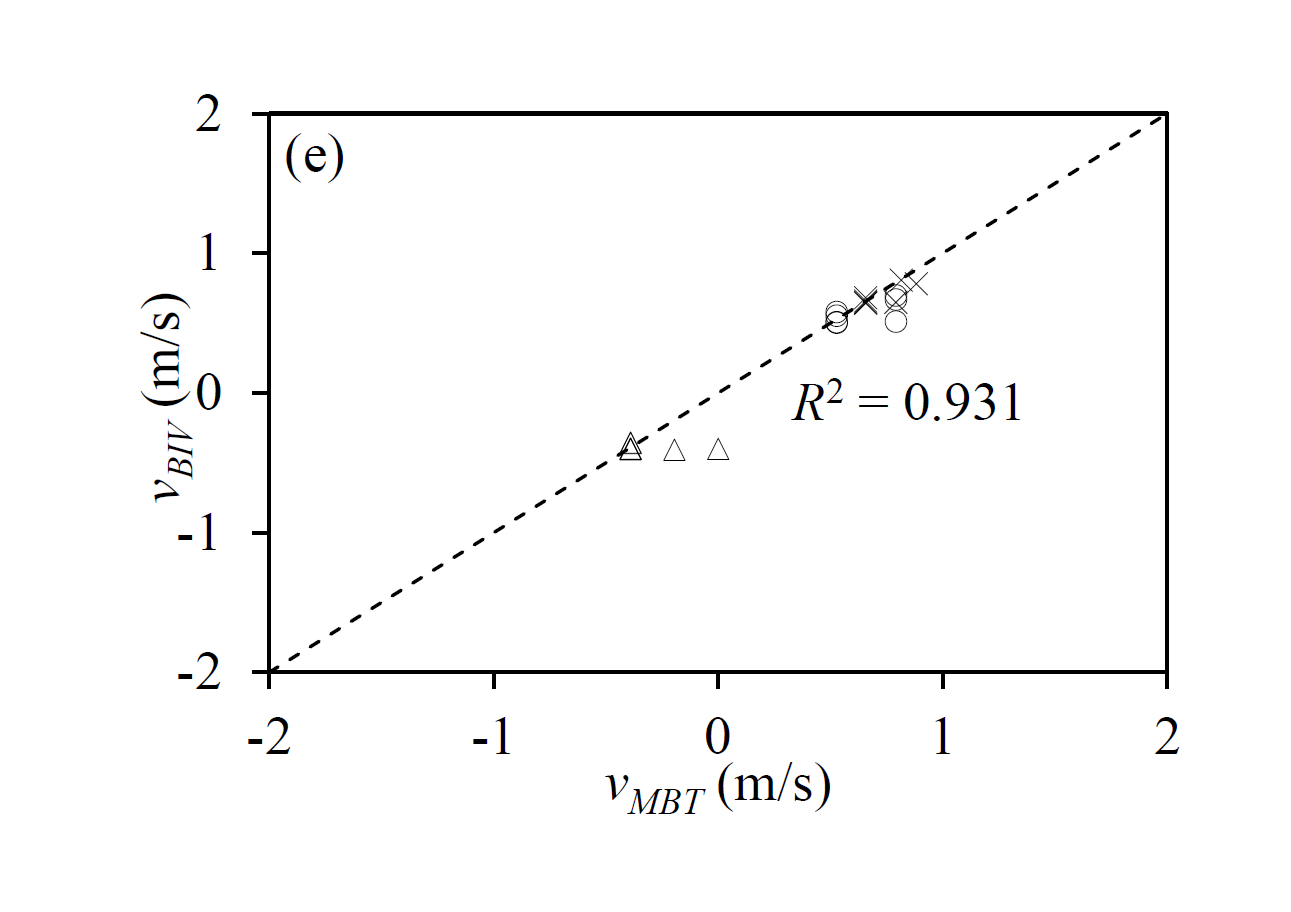 2
(e)
1
v_BIV (m/s)
0
R² = 0.931
-1
-2
-2 -1 0 1 2
v_MBT (m/s)